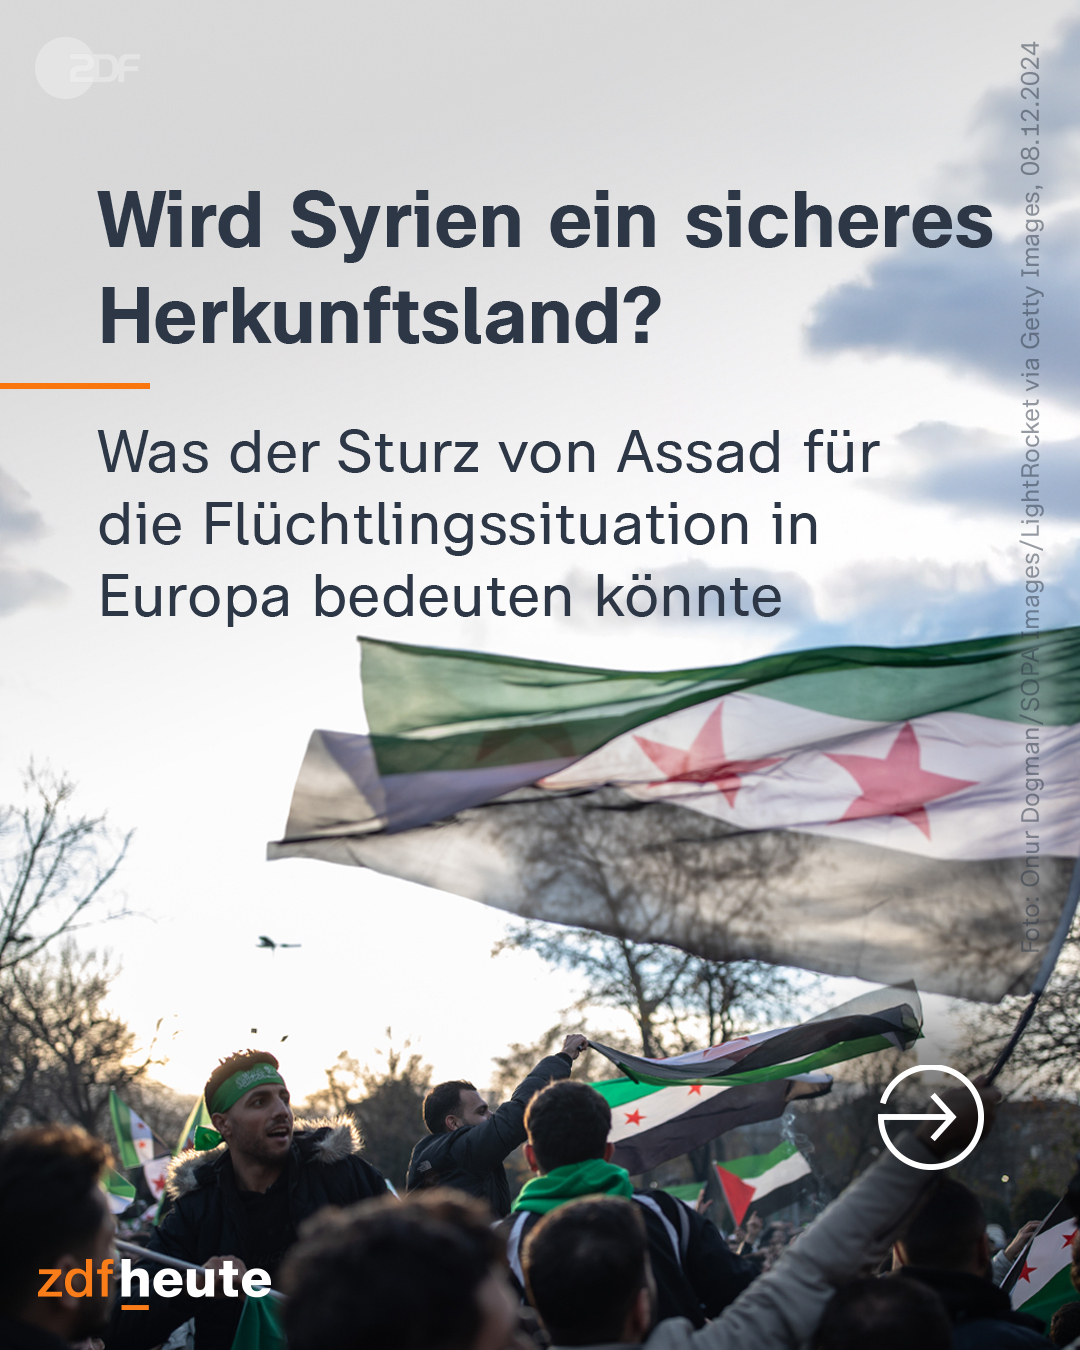 ZDF
Wird Syrien ein sicheres
Herkunftsland?
Was der Sturz von Assad für
die Flüchtlingssituation in
Europa bedeuten könnte
Foto: Onur Dogman/SOPA Images/LightRocket via Getty Images, 08.12.2024
zdfheute